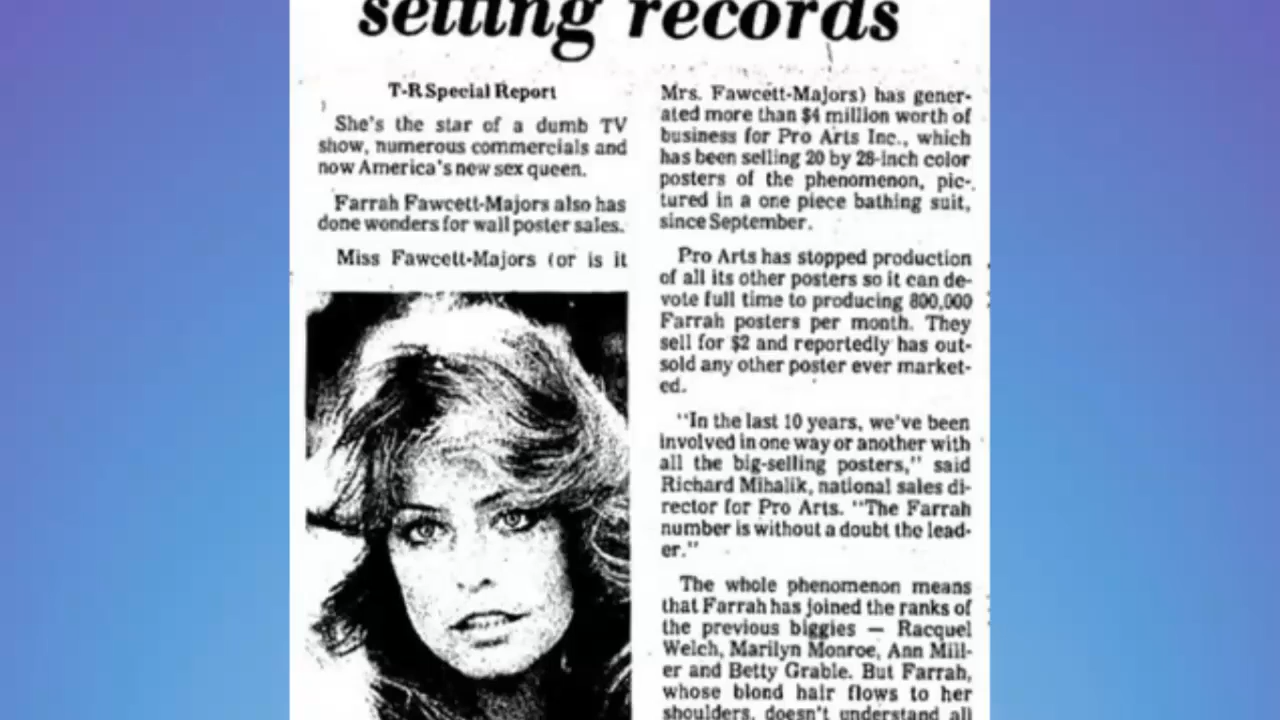 setting records
T-R Special Report
She's the star of a dumb TV
show, numerous commercials and
now America's new sex queen.
Farrah Fawcett-Majors also has
done wonders for wall poster sales.
Miss Fawcett-Majors (or is it
Mrs. Fawcett-Majors) has gener-
ated more than $4 million worth of
business for Pro Arts Inc., which
has been selling 20 by 28-inch color
posters of the phenomenon, pic-
tured in a one piece bathing suit,
since September.
Pro Arts has stopped production
of all its other posters so it can de-
vote full time to producing 800,000
Farrah posters per month. They
sell for $2 and reportedly has out-
sold any other poster ever market-
ed.
"In the last 10 years, we've been
involved in one way or another with
all the big-selling posters," said
Richard Mihalik, national sales di-
rector for Pro Arts. "The Farrah
number is without a doubt the lead-
er."
The whole phenomenon means
that Farrah has joined the ranks of
the previous biggies — Racquel
Welch, Marilyn Monroe, Ann Mill-
er and Betty Grable. But Farrah,
whose blond hair flows to her
shoulders, doesn't understand all